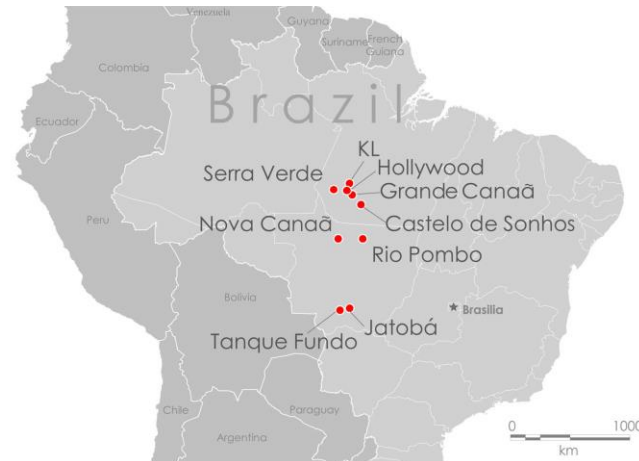 Venezuela
Guyana
Suriname
French
Guiana
Colombia
Brazil
Ecuador
KL
Hollywood
Serra Verde
Grande Canaã
Castelo de Sonhos
Peru
Nova Canaã
Rio Pombo
Bolivia
Brasilia
Jatobá
Tanque Fundo
Paraguay
Chile
Argentina
0 1000
km